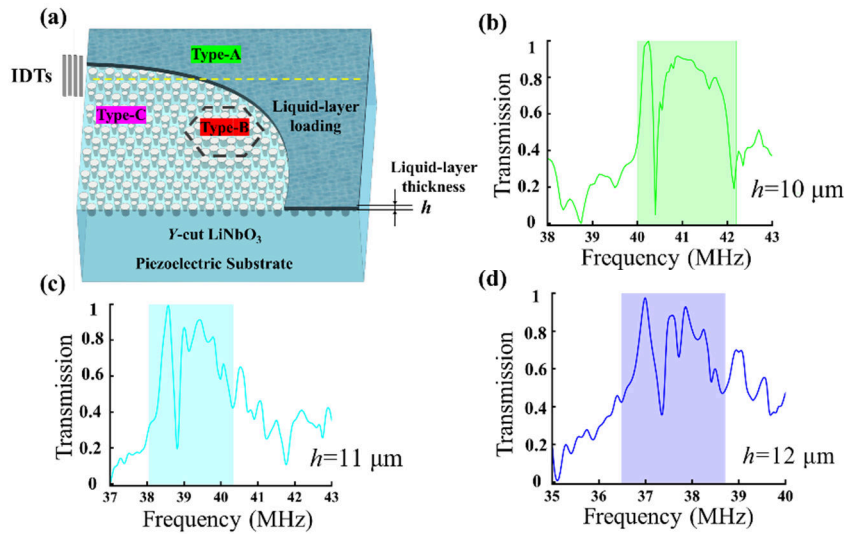 (a)
IDTs
Type-A
Type-C
Type-B
Liquid-layer
loading
Liquid-layer
thickness
h
Y-cut LiNbO3
Piezoelectric Substrate
(b)
Transmission
1
0.8
0.6
0.4
0.2
0
38 39 40 41 42 43
Frequency (MHz)
h=10 μm
(c)
Transmission
1
0.8
0.6
0.4
0.2
0
37 38 39 40 41 42 43
Frequency (MHz)
h=11 μm
(d)
Transmission
1
0.8
0.6
0.4
0.2
0
35 36 37 38 39 40
Frequency (MHz)
h=12 μm